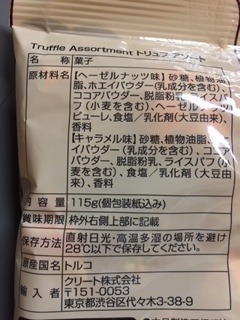 Truffle Assortment トリュフ アソート
名称 菓子
原材料名 【ヘーゼルナッツ味】砂糖、植物油
脂、ホエイパウダー(乳成分を含む)、
ココアパウダー、脱脂粉乳、ライスパ
フ(小麦を含む)、ヘーゼルナッツペースト
ピューレ、食塩／乳化剤(大豆由来)、
香料
【キャラメル味】砂糖、植物油脂、ホエイ
パウダー(乳成分を含む)、ココアパウ
ダー、脱脂粉乳、ライスパフ(小麦を
含む)、食塩／乳化剤(大豆由来)、
香料
内容量 115g(個包装紙込み)
賞味期限 枠外右側上部に記載
保存方法 直射日光・高温多湿の場所を避け
28℃以下で保存してください。
原産国名 トルコ
輸入者 クリート株式会社
〒151-0053
東京都渋谷区代々木3-38-9